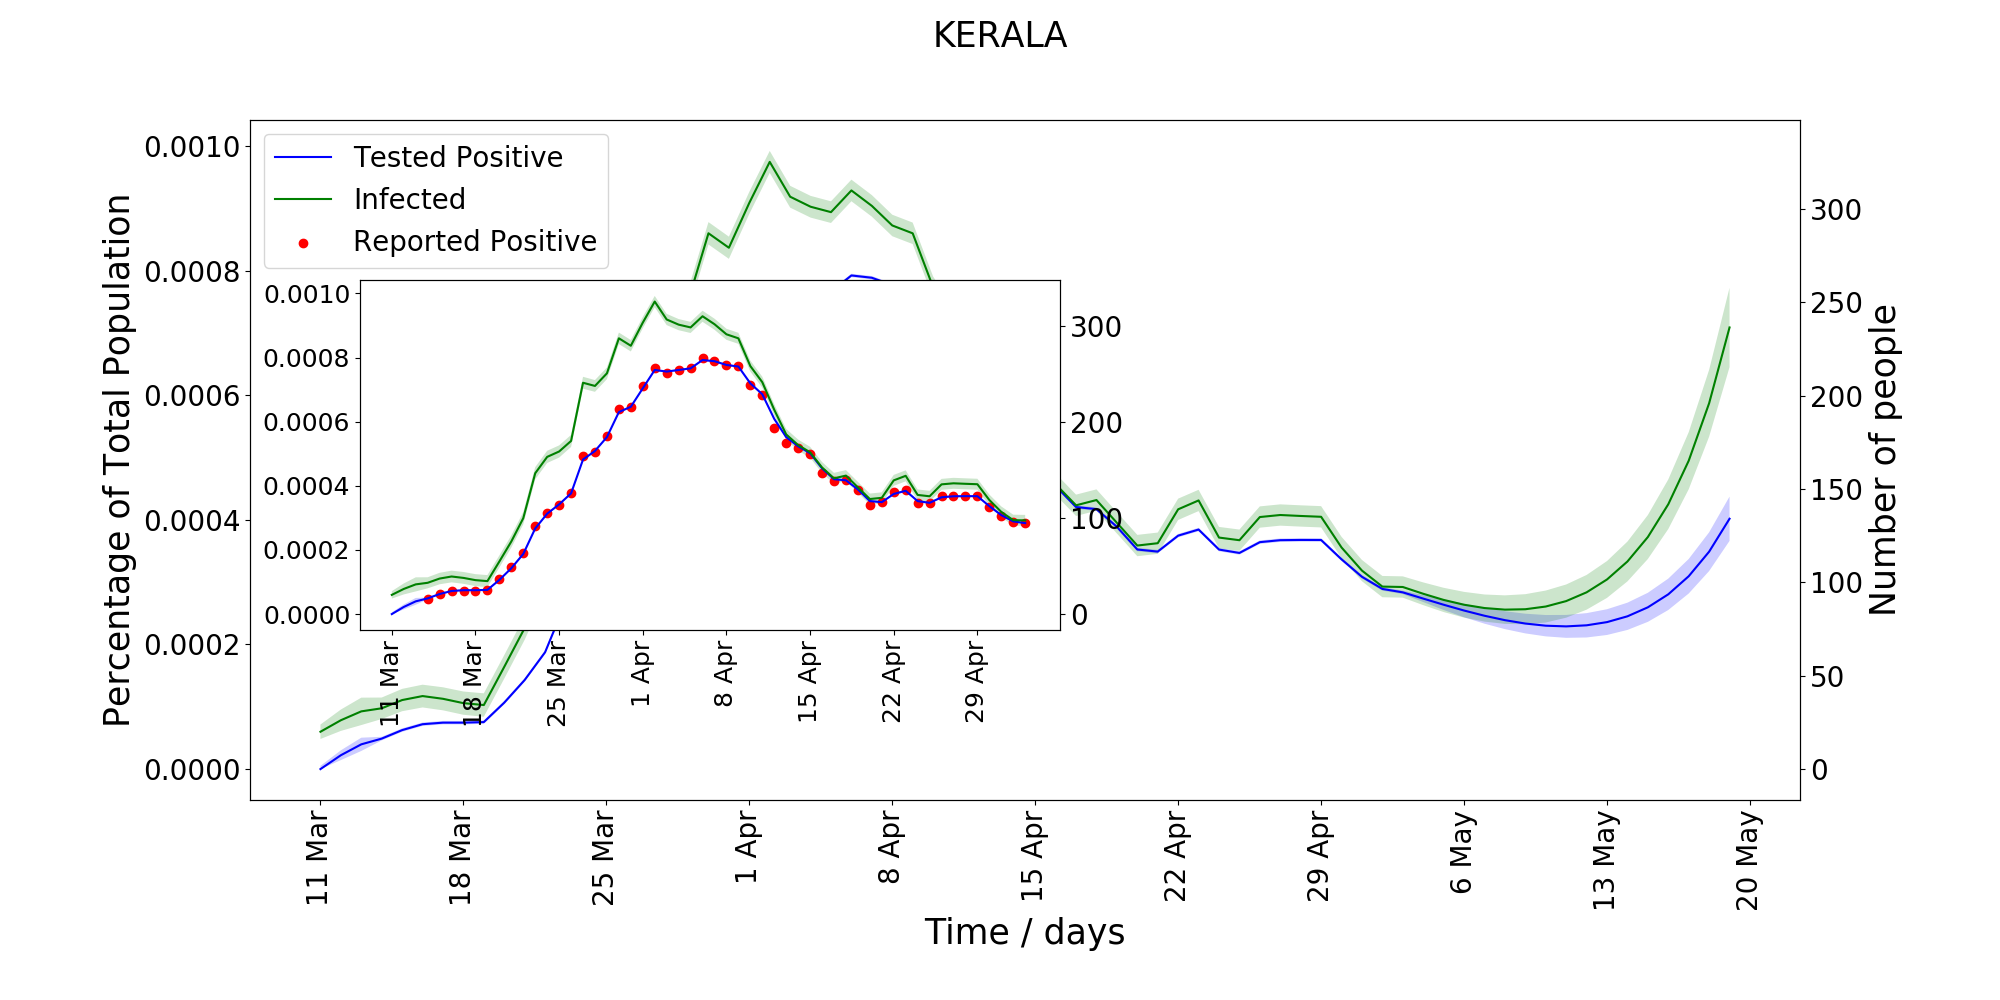 KERALA
Tested Positive
Infected
Reported Positive
Percentage of Total Population
0.0010
0.0008
0.0006
0.0004
0.0002
0.0000
0.0010
0.0008
0.0006
0.0004
0.0002
0.0000
300
200
100
0
11 Mar
18 Mar
25 Mar
1 Apr
8 Apr
15 Apr
22 Apr
29 Apr
300
250
200
150
100
50
0
Number of people
11 Mar
18 Mar
25 Mar
1 Apr
8 Apr
15 Apr
22 Apr
29 Apr
6 May
13 May
20 May
Time / days